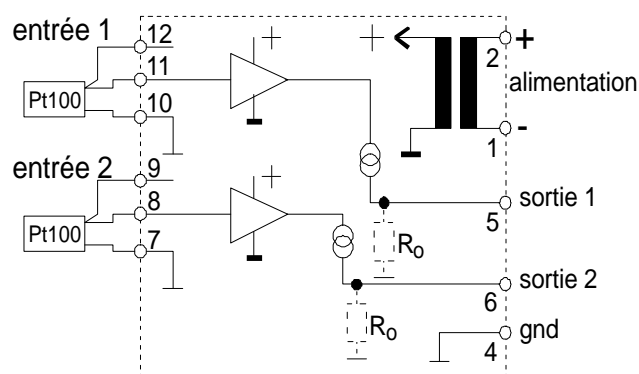 entrée 1
12
11
10
Pt100
+
+
2
+
alimentation
1
-
entrée 2
9
8
7
Pt100
+
5
sortie 1
Ro
6
sortie 2
Ro
4
gnd